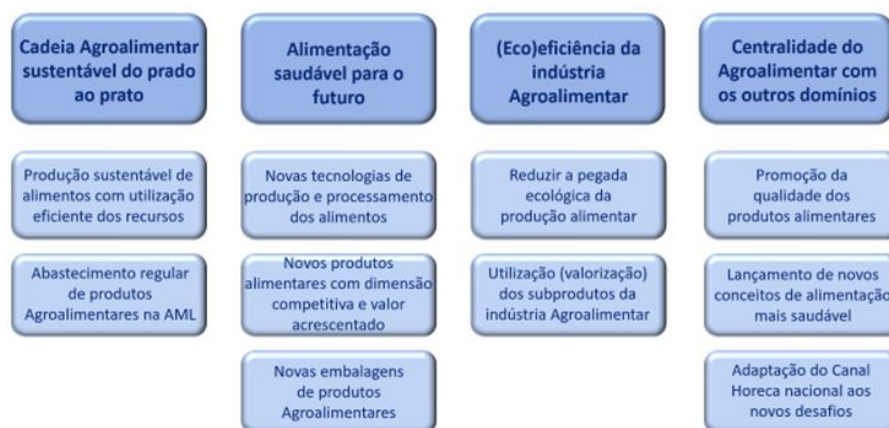 Cadeia Agroalimentar
sustentável do prado
ao prato
Produção sustentável de
alimentos com utilização
eficiente dos recursos
Abastecimento regular
de produtos
Agroalimentares na AML
Alimentação
saudável para o
futuro
Novas tecnologias de
produção e processamento
dos alimentos
Novos produtos
alimentares com dimensão
competitiva e valor
acrescentado
Novas embalagens
de produtos
Agroalimentares
(Eco)eficiência da
indústria
Agroalimentar
Reduzir a pegada
ecológica da
produção alimentar
Utilização (valorização)
dos subprodutos da
indústria Agroalimentar
Centralidade do
Agroalimentar com
os outros domínios
Promoção da
qualidade dos
produtos alimentares
Lançamento de novos
conceitos de alimentação
mais saudável
Adaptação do Canal
Horeca nacional aos
novos desafios